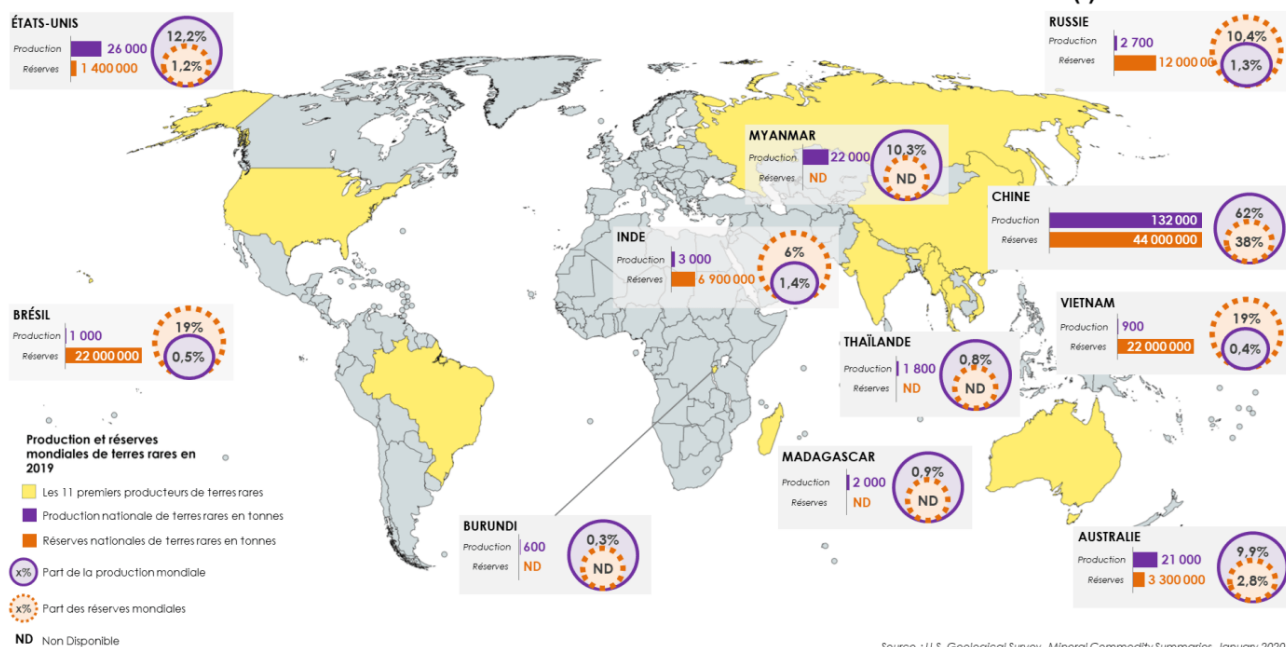 ÉTATS-UNIS
Production 26 000
Réserves 1 400 000
12,2%
1,2%
RUSSIE
Production 2 700
Réserves 12 000 00
10,4%
1,3%
MYANMAR
Production 22 000
Réserves ND
10,3%
ND
CHINE
Production 132 000
Réserves 44 000 000
62%
38%
INDE
Production 3 000
Réserves 6 900 000
6%
1,4%
BRÉSIL
Production 1 000
Réserves 22 000 000
19%
0,5%
VIETNAM
Production 900
Réserves 22 000 000
19%
0,4%
THAÏLANDE
Production 1 800
Réserves ND
0,8%
ND
MADAGASCAR
Production 2 000
Réserves ND
0,9%
ND
BURUNDI
Production 600
Réserves ND
0,3%
ND
AUSTRALIE
Production 21 000
Réserves 3 300 000
9,9%
2,8%
Production et réserves
mondiales de terres rares en
2019
Les 11 premiers producteurs de terres rares
Production nationale de terres rares en tonnes
Réserves nationales de terres rares en tonnes
x% Part de la production mondiale
x% Part des réserves mondiales
ND Non Disponible
Source : U.S. Geological Survey, Mineral Commodity Summaries, January 2020